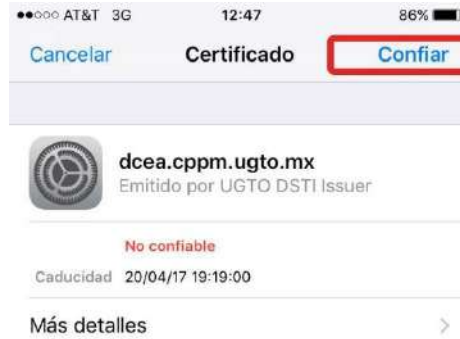 AT&T 3G 12:47 86%
Cancelar Certificado Confiar
dcea.cppm.ugto.mx
Emitido por UGTO DSTI Issuer
No confiable
Caducidad 20/04/17 19:19:00
Más detalles